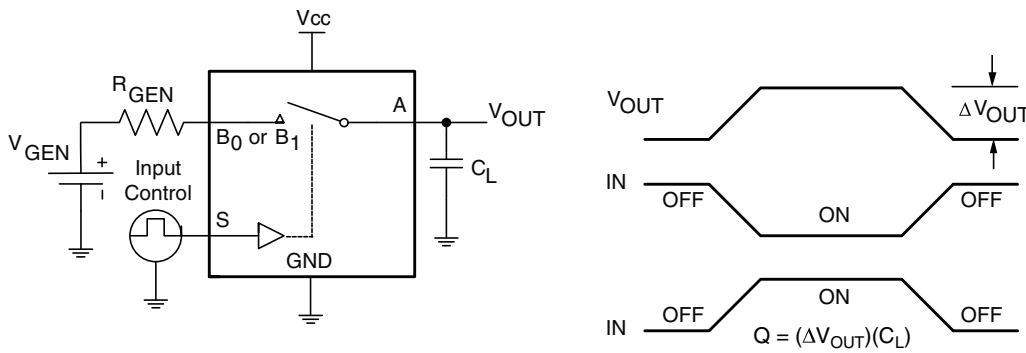 Vcc
R_GEN
A
V_OUT
B_0 or B_1
V_GEN
+
-
Input
Control
C_L
S
GND
V_OUT
ΔV_OUT
IN
OFF
ON
OFF
IN
OFF
ON
OFF
Q = (ΔV_OUT)(C_L)